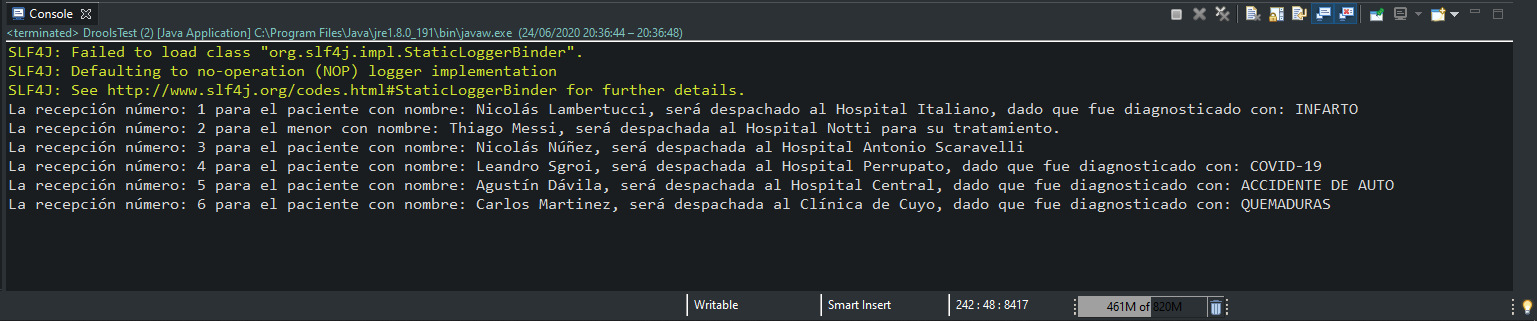 Console
<terminated> DroolsTest (2) [Java Application] C:\Program Files\Java\jre1.8.0_191\bin\javaw.exe (24/06/2020 20:36:44 – 20:36:48)
SLF4J: Failed to load class "org.slf4j.impl.StaticLoggerBinder".
SLF4J: Defaulting to no-operation (NOP) logger implementation
SLF4J: See http://www.slf4j.org/codes.html#StaticLoggerBinder for further details.
La recepción número: 1 para el paciente con nombre: Nicolás Lambertucci, será despachado al Hospital Italiano, dado que fue diagnosticado con: INFARTO
La recepción número: 2 para el menor con nombre: Thiago Messi, será despachada al Hospital Notti para su tratamiento.
La recepción número: 3 para el paciente con nombre: Nicolás Núñez, será despachada al Hospital Antonio Scaravelli
La recepción número: 4 para el paciente con nombre: Leandro Sgroi, será despachada al Hospital Perrupato, dado que fue diagnosticado con: COVID-19
La recepción número: 5 para el paciente con nombre: Agustín Dávila, será despachada al Hospital Central, dado que fue diagnosticado con: ACCIDENTE DE AUTO
La recepción número: 6 para el paciente con nombre: Carlos Martinez, será despachada al Clínica de Cuyo, dado que fue diagnosticado con: QUEMADURAS
Writable Smart Insert 242 : 48 : 8417 461M of 820M